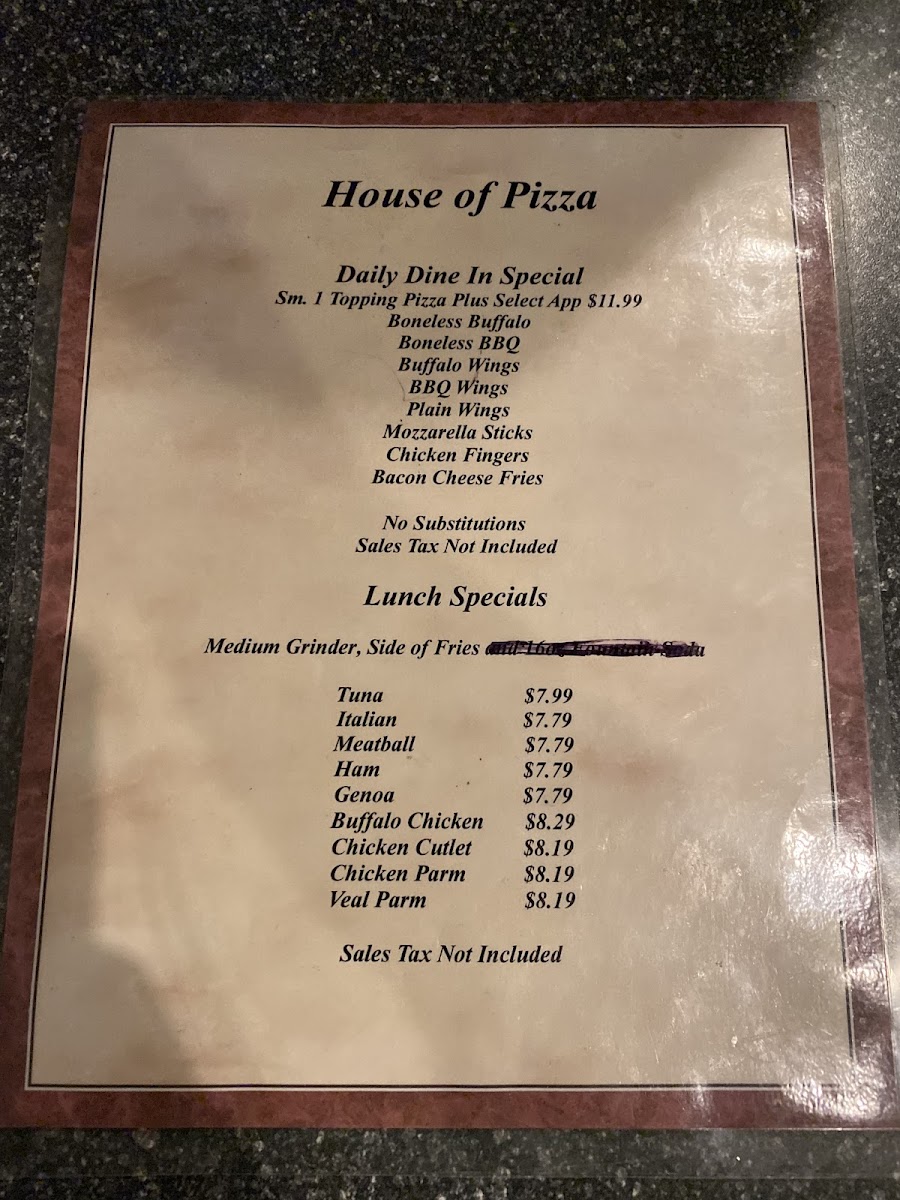 House of Pizza
Daily Dine In Special
Sm. 1 Topping Pizza Plus Select App $11.99
Boneless Buffalo
Boneless BBQ
Buffalo Wings
BBQ Wings
Plain Wings
Mozzarella Sticks
Chicken Fingers
Bacon Cheese Fries
No Substitutions
Sales Tax Not Included
Lunch Specials
Medium Grinder, Side of Fries and 16oz. Fountain Soda
Tuna $7.99
Italian $7.79
Meatball $7.79
Ham $7.79
Genoa $7.79
Buffalo Chicken $8.29
Chicken Cutlet $8.19
Chicken Parm $8.19
Veal Parm $8.19
Sales Tax Not Included